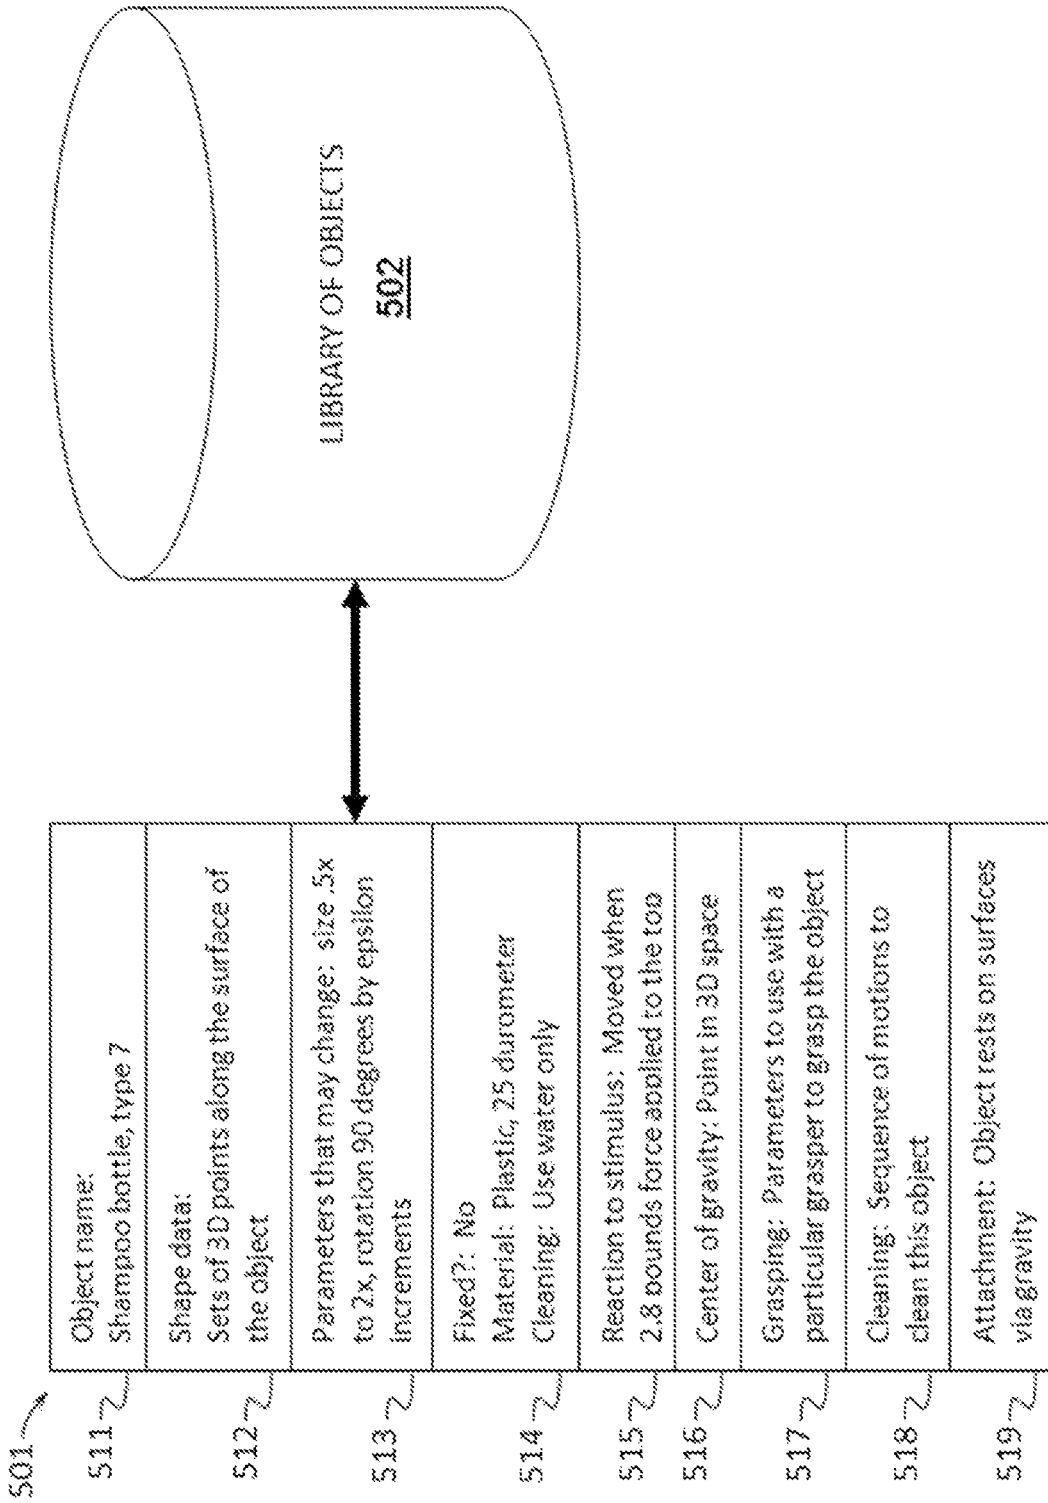 501
511
Object name:
Shampoo bottle, type 7
512
Shape data:
Sets of 3D points along the surface of
the object
513
Parameters that may change: size .5x
to 2x, rotation 90 degrees by epsilon
increments
514
Fixed?: No
Material: Plastic, 25 durometer
Cleaning: Use water only
515
Reaction to stimulus: Moved when
2.8 bounds force applied to the top
516
Center of gravity: Point in 3D space
517
Grasping: Parameters to use with a
particular grasper to grasp the object
518
Cleaning: Sequence of motions to
clean this object
519
Attachment: Object rests on surfaces
via gravity
LIBRARY OF OBJECTS
502